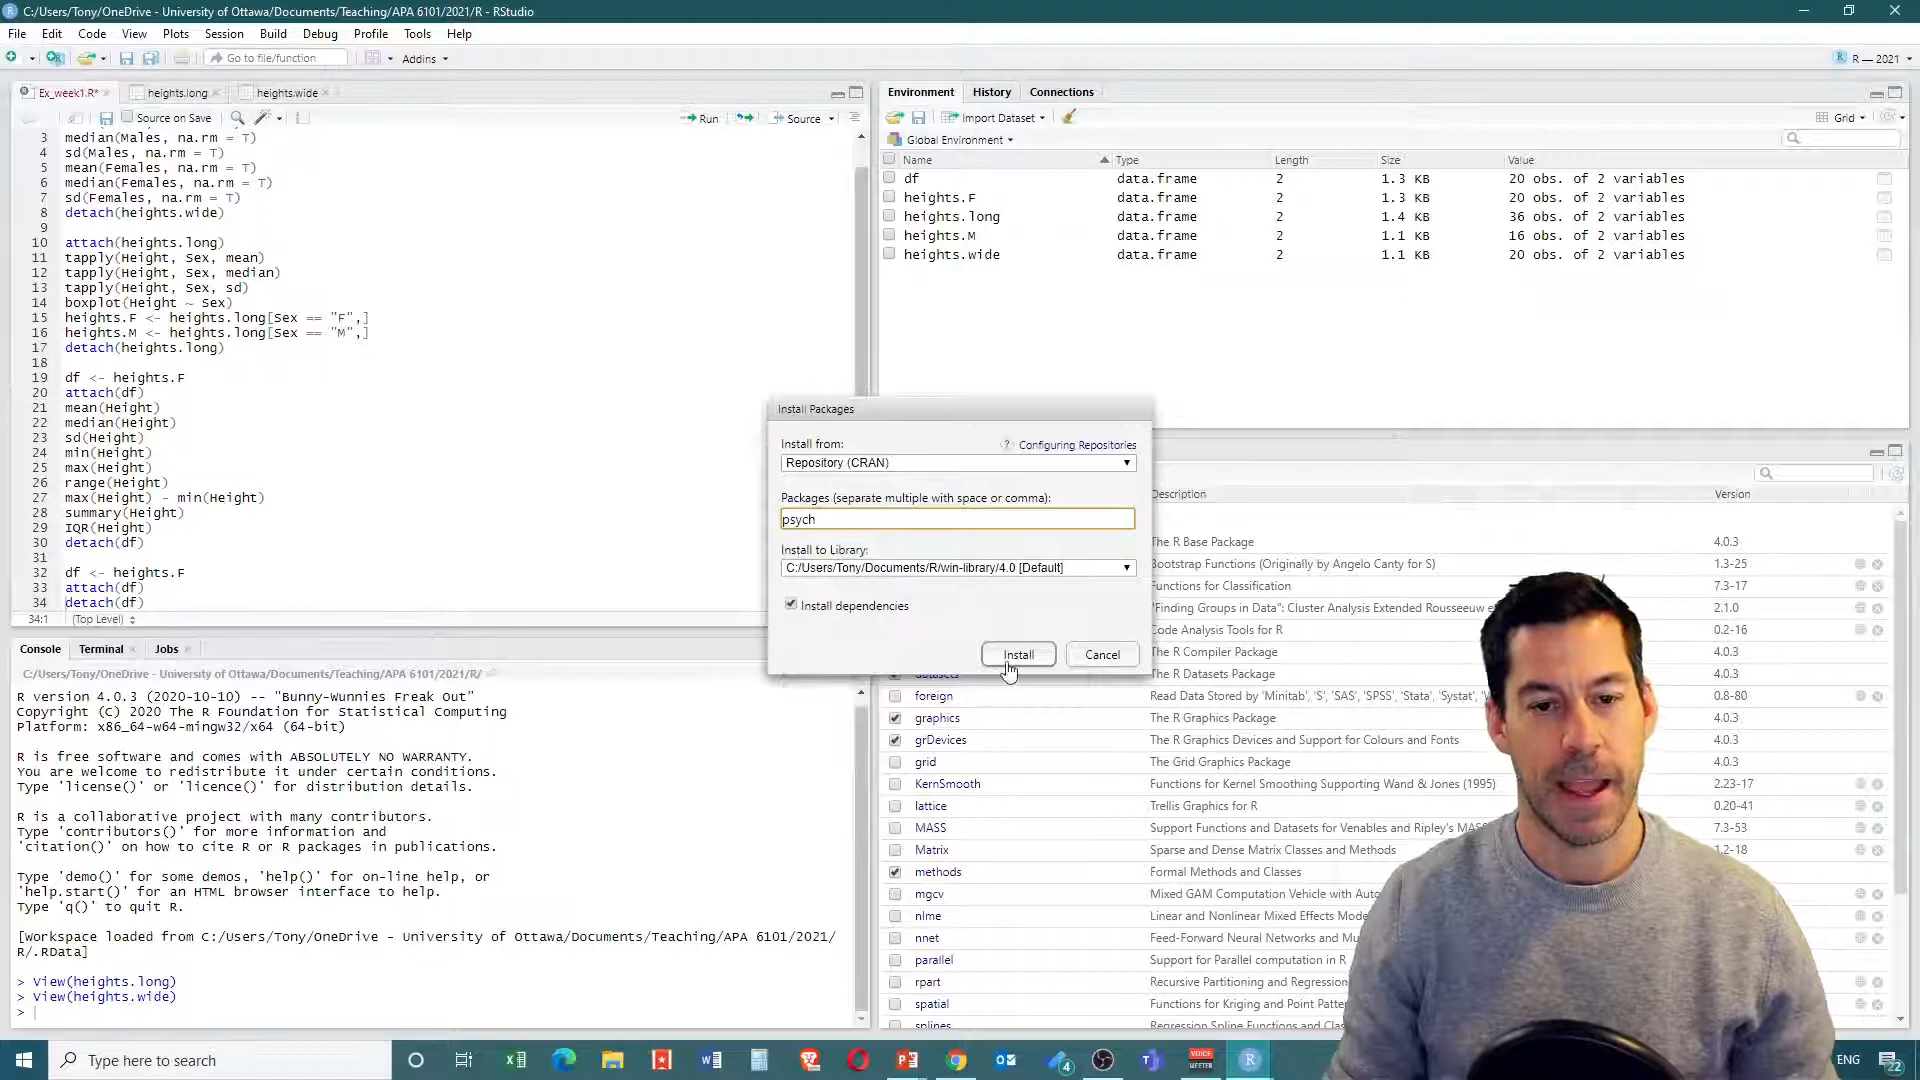 C:/Users/Tony/OneDrive - University of Ottawa/Documents/Teaching/APA 6101/2021/R - RStudio
File Edit Code View Plots Session Build Debug Profile Tools Help
Go to file/function Addins R — 2021
Ex_week1.R* heights.long heights.wide
Source on Save Run Source
3 median(Males, na.rm = T)
4 sd(Males, na.rm = T)
5 mean(Females, na.rm = T)
6 median(Females, na.rm = T)
7 sd(Females, na.rm = T)
8 detach(heights.wide)
9
10 attach(heights.long)
11 tapply(Height, Sex, mean)
12 tapply(Height, Sex, median)
13 tapply(Height, Sex, sd)
14 boxplot(Height ~ Sex)
15 heights.F <- heights.long[Sex == "F",]
16 heights.M <- heights.long[Sex == "M",]
17 detach(heights.long)
18
19 df <- heights.F
20 attach(df)
21 mean(Height)
22 median(Height)
23 sd(Height)
24 min(Height)
25 max(Height)
26 range(Height)
27 max(Height) - min(Height)
28 summary(Height)
29 IQR(Height)
30 detach(df)
31
32 df <- heights.F
33 attach(df)
34 detach(df)
34:1 (Top Level)
Console Terminal Jobs
C:/Users/Tony/OneDrive - University of Ottawa/Documents/Teaching/APA 6101/2021/R/
R version 4.0.3 (2020-10-10) -- "Bunny-Wunnies Freak Out"
Copyright (C) 2020 The R Foundation for Statistical Computing
Platform: x86_64-w64-mingw32/x64 (64-bit)
R is free software and comes with ABSOLUTELY NO WARRANTY.
You are welcome to redistribute it under certain conditions.
Type 'license()' or 'licence()' for distribution details.
R is a collaborative project with many contributors.
Type 'contributors()' for more information and
'citation()' on how to cite R or R packages in publications.
Type 'demo()' for some demos, 'help()' for on-line help, or
'help.start()' for an HTML browser interface to help.
Type 'q()' to quit R.
[Workspace loaded from C:/Users/Tony/OneDrive - University of Ottawa/Documents/Teaching/APA 6101/2021/
R/.RData]
> View(heights.long)
> View(heights.wide)
>
Environment History Connections
Import Dataset Grid
Global Environment
Name Type Length Size Value
df data.frame 2 1.3 KB 20 obs. of 2 variables
heights.F data.frame 2 1.3 KB 20 obs. of 2 variables
heights.long data.frame 2 1.4 KB 36 obs. of 2 variables
heights.M data.frame 2 1.1 KB 16 obs. of 2 variables
heights.wide data.frame 2 1.1 KB 20 obs. of 2 variables
Install Packages
Install from: ? Configuring Repositories
Repository (CRAN)
Packages (separate multiple with space or comma):
psych
Install to Library:
C:/Users/Tony/Documents/R/win-library/4.0 [Default]
Install dependencies
Install Cancel
Description Version
The R Base Package 4.0.3
Bootstrap Functions (Originally by Angelo Canty for S) 1.3-25
Functions for Classification 7.3-17
"Finding Groups in Data": Cluster Analysis Extended Rousseeuw e 2.1.0
Code Analysis Tools for R 0.2-16
The R Compiler Package 4.0.3
datasets The R Datasets Package 4.0.3
foreign Read Data Stored by 'Minitab', 'S', 'SAS', 'SPSS', 'Stata', 'Systat', 'W 0.8-80
graphics The R Graphics Package 4.0.3
grDevices The R Graphics Devices and Support for Colours and Fonts 4.0.3
grid The Grid Graphics Package 4.0.3
KernSmooth Functions for Kernel Smoothing Supporting Wand & Jones (1995) 2.23-17
lattice Trellis Graphics for R 0.20-41
MASS Support Functions and Datasets for Venables and Ripley's MASS 7.3-53
Matrix Sparse and Dense Matrix Classes and Methods 1.2-18
methods Formal Methods and Classes
mgcv Mixed GAM Computation Vehicle with Auto
nlme Linear and Nonlinear Mixed Effects Mode
nnet Feed-Forward Neural Networks and Mu
parallel Support for Parallel computation in R
rpart Recursive Partitioning and Regression
spatial Functions for Kriging and Point Patter
splines Regression Spline Functions and Clas
Type here to search 4 VOICE MEETER ENG 22